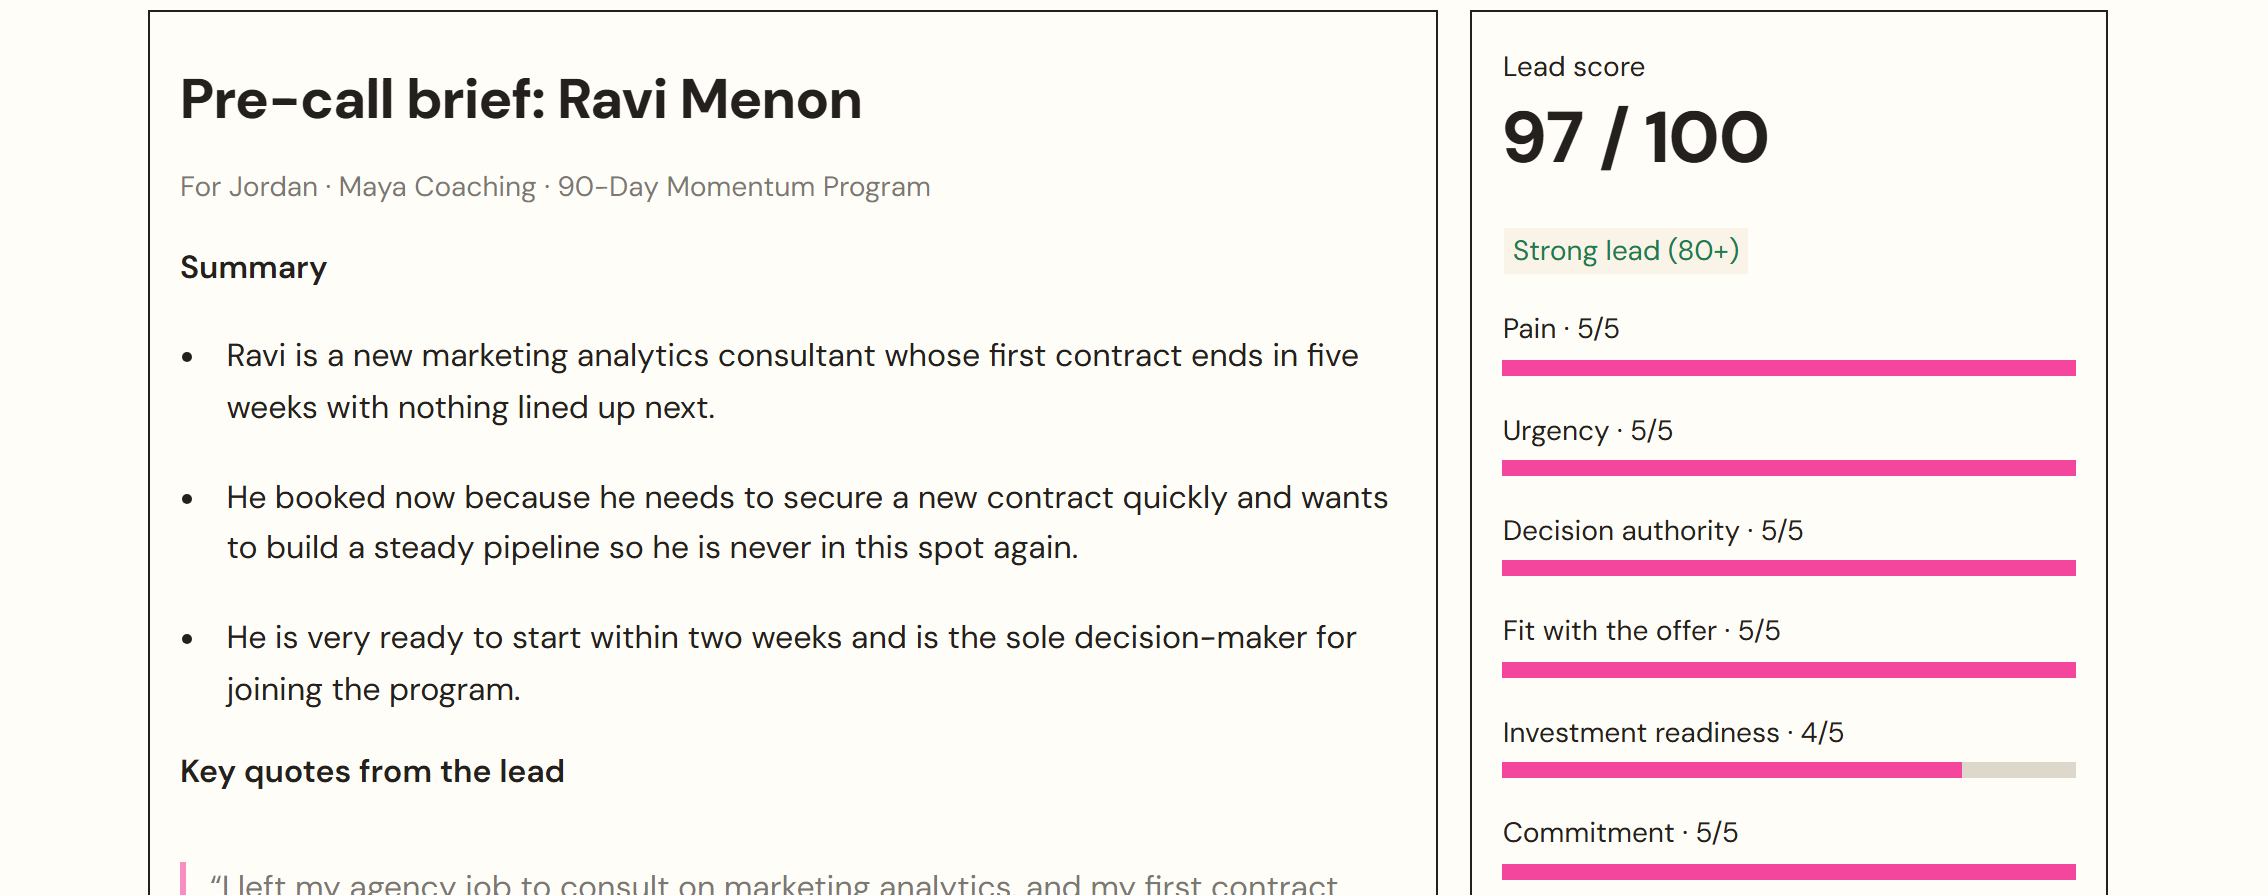 Pre-call brief: Ravi Menon
For Jordan · Maya Coaching · 90-Day Momentum Program
Summary
• Ravi is a new marketing analytics consultant whose first contract ends in five
weeks with nothing lined up next.
• He booked now because he needs to secure a new contract quickly and wants
to build a steady pipeline so he is never in this spot again.
• He is very ready to start within two weeks and is the sole decision-maker for
joining the program.
Key quotes from the lead
“I left my agency job to consult on marketing analytics, and my first contract
Lead score
97 / 100
Strong lead (80+)
Pain · 5/5
Urgency · 5/5
Decision authority · 5/5
Fit with the offer · 5/5
Investment readiness · 4/5
Commitment · 5/5